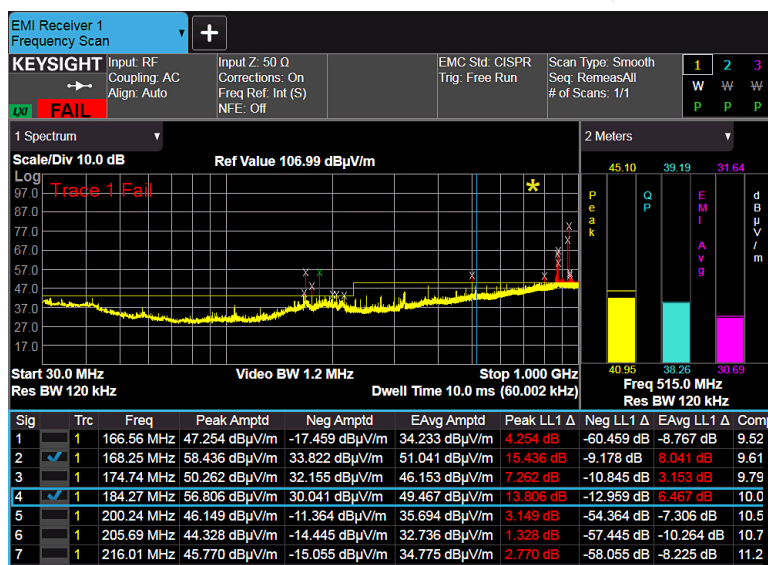 EMI Receiver 1
Frequency Scan
+
KEYSIGHT Input: RF Input Z: 50 Ω EMC Std: CISPR Scan Type: Smooth 1 2 3
Coupling: AC Corrections: On Trig: Free Run Seq: RemeasAll W W W
Align: Auto Freq Ref: Int (S) # of Scans: 1/1
LXI FAIL NFE: Off P P P
1 Spectrum 2 Meters
Scale/Div 10.0 dB Ref Value 106.99 dBµV/m
45.10 39.19 31.64
Log
Trace 1 Fail
97.0
87.0
77.0
67.0
57.0
47.0
37.0
27.0
17.0
Peak QP EMI Avg dBµV/m
40.95 38.26 30.69
Start 30.0 MHz Video BW 1.2 MHz Stop 1.000 GHz
Res BW 120 kHz Dwell Time 10.0 ms (60.002 kHz)
Freq 515.0 MHz
Res BW 120 kHz
Sig Trc Freq Peak Amptd Neg Amptd EAvg Amptd Peak LL1 Δ Neg LL1 Δ EAvg LL1 Δ Comp
1 1 166.56 MHz 47.254 dBµV/m -17.459 dBµV/m 34.233 dBµV/m 4.254 dB -60.459 dB -8.767 dB 9.52
2 1 168.25 MHz 58.436 dBµV/m 33.822 dBµV/m 51.041 dBµV/m 15.436 dB -9.178 dB 8.041 dB 9.61
3 1 174.74 MHz 50.262 dBµV/m 32.155 dBµV/m 46.153 dBµV/m 7.262 dB -10.845 dB 3.153 dB 9.79
4 1 184.27 MHz 56.806 dBµV/m 30.041 dBµV/m 49.467 dBµV/m 13.806 dB -12.959 dB 6.467 dB 10.0
5 1 200.24 MHz 46.149 dBµV/m -11.364 dBµV/m 35.694 dBµV/m 3.149 dB -54.364 dB -7.306 dB 10.5
6 1 205.69 MHz 44.328 dBµV/m -14.445 dBµV/m 32.736 dBµV/m 1.328 dB -57.445 dB -10.264 dB 10.7
7 1 216.01 MHz 45.770 dBµV/m -15.055 dBµV/m 34.775 dBµV/m 2.770 dB -58.055 dB -8.225 dB 11.2